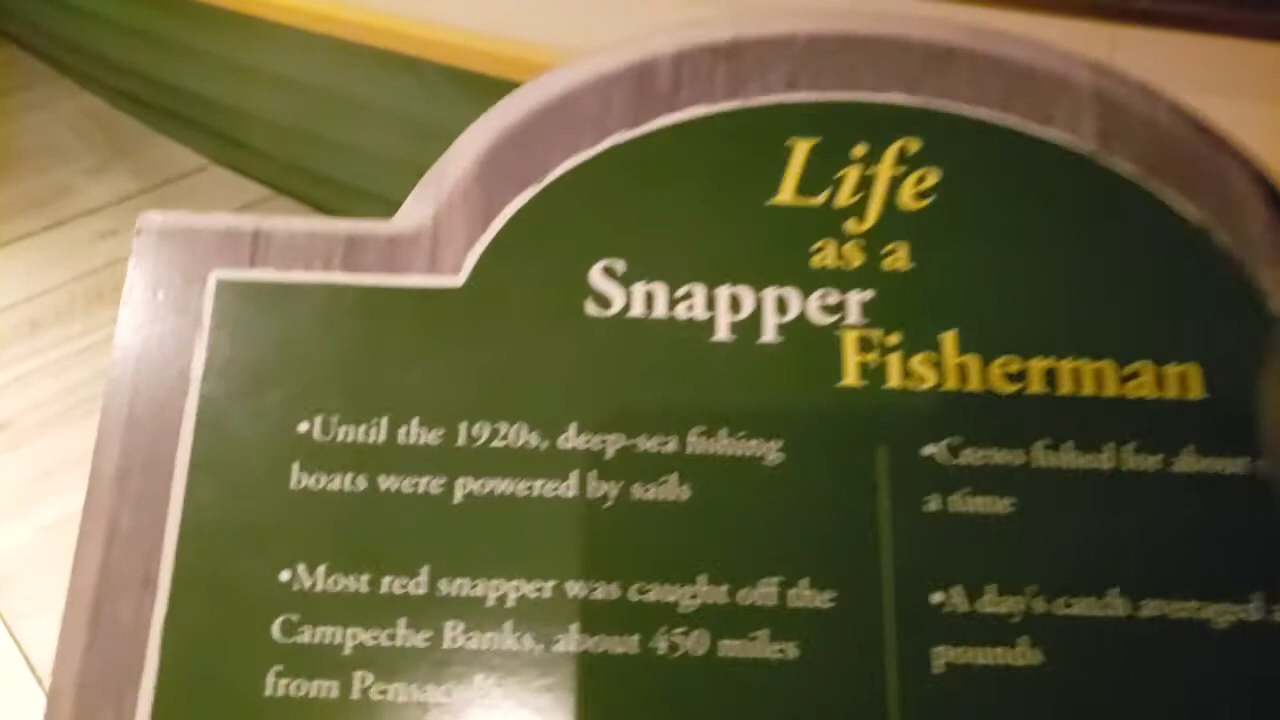 Life
as a
Snapper
Fisherman
•Until the 1920s, deep-sea fishing
boats were powered by sails
•Most red snapper was caught off the
Campeche Banks, about 450 miles
from
•Crews fished for about
a time
•A day's catch averaged
pounds